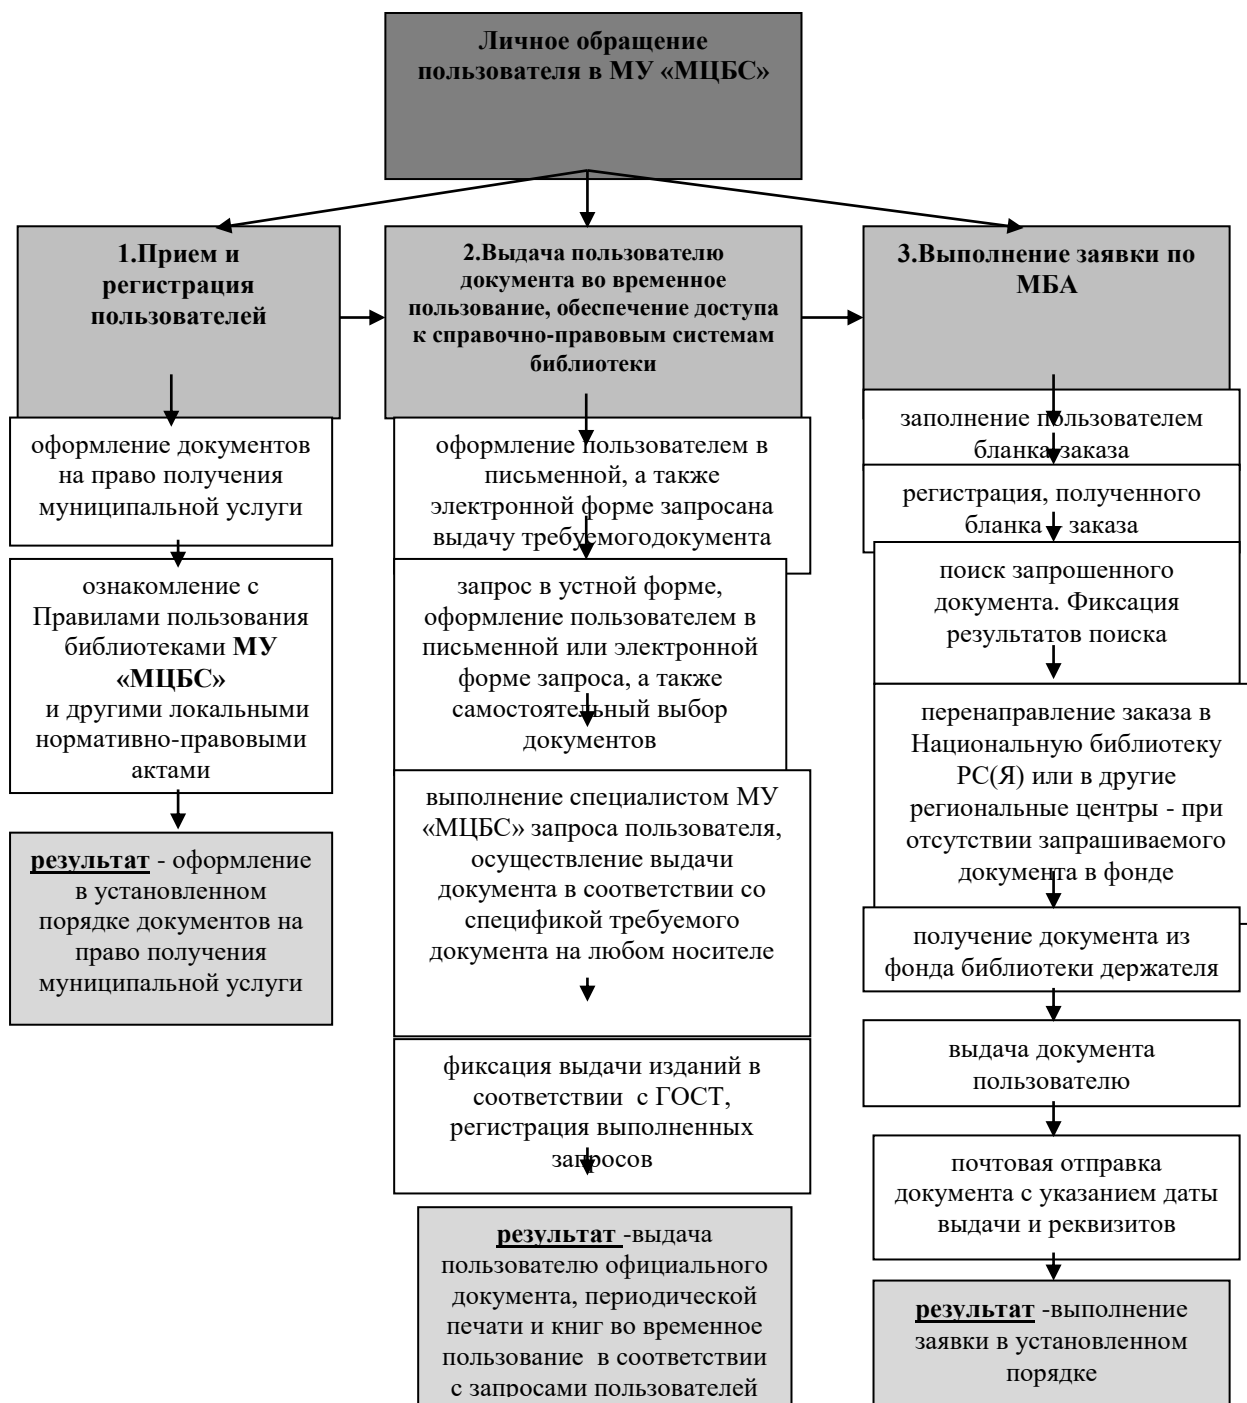 Личное обращение
пользователя в МУ «МЦБС»
1.Прием и
регистрация
пользователей
оформление документов
на право получения
муниципальной услуги
ознакомление с
Правилами пользования
библиотеками МУ
«МЦБС»
и другими локальными
нормативно-правовыми
актами
результат - оформление
в установленном
порядке документов на
право получения
муниципальной услуги
2.Выдача пользователю
документа во временное
пользование, обеспечение доступа
к справочно-правовым системам
библиотеки
оформление пользователем в
письменной, а также
электронной форме запросана
выдачу требуемогодокумента
запрос в устной форме,
оформление пользователем в
письменной или электронной
форме запроса, а также
самостоятельный выбор
документов
выполнение специалистом МУ
«МЦБС» запроса пользователя,
осуществление выдачи
документа в соответствии со
спецификой требуемого
документа на любом носителе
фиксация выдачи изданий в
соответствии с ГОСТ,
регистрация выполненных
запросов
результат -выдача
пользователю официального
документа, периодической
печати и книг во временное
пользование в соответствии
с запросами пользователей
3.Выполнение заявки по
МБА
заполнение пользователем
бланка-заказа
регистрация, полученного
бланка - заказа
поиск запрошенного
документа. Фиксация
результатов поиска
перенаправление заказа в
Национальную библиотеку
РС(Я) или в другие
региональные центры - при
отсутствии запрашиваемого
документа в фонде
получение документа из
фонда библиотеки держателя
выдача документа
пользователю
почтовая отправка
документа с указанием даты
выдачи и реквизитов
результат -выполнение
заявки в установленном
порядке